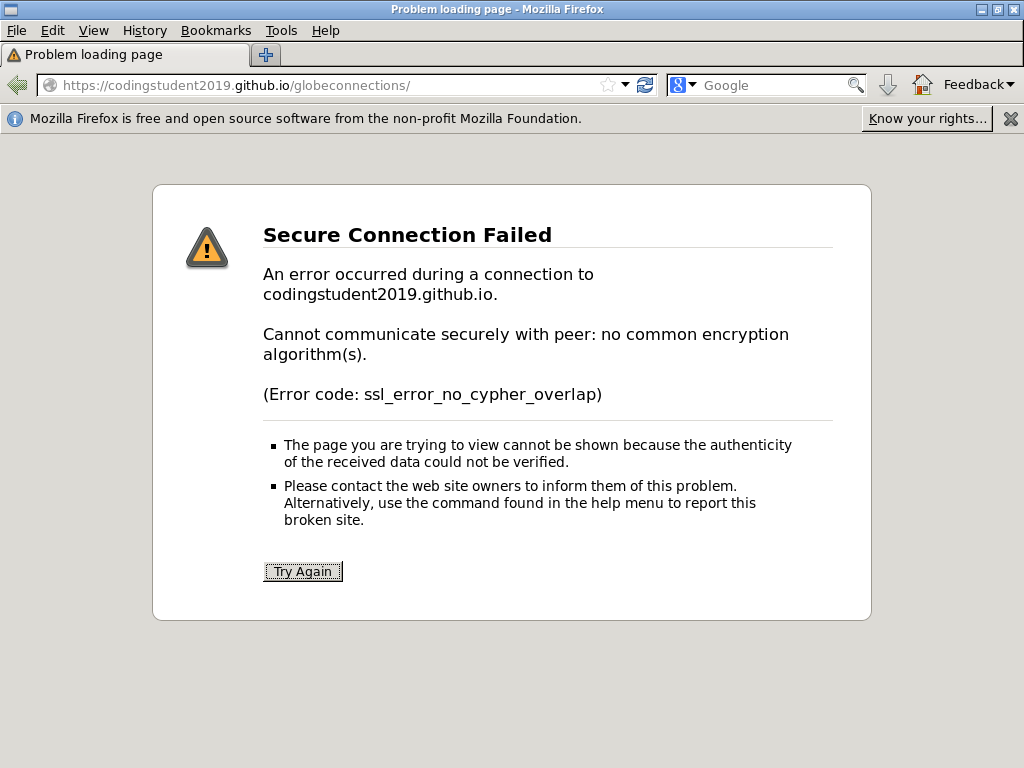 Problem loading page - Mozilla Firefox
File Edit View History Bookmarks Tools Help
Problem loading page
https://codingstudent2019.github.io/globeconnections/
Google
Feedback
Mozilla Firefox is free and open source software from the non-profit Mozilla Foundation.
Know your rights...
Secure Connection Failed
An error occurred during a connection to
codingstudent2019.github.io.
Cannot communicate securely with peer: no common encryption
algorithm(s).
(Error code: ssl_error_no_cypher_overlap)
The page you are trying to view cannot be shown because the authenticity
of the received data could not be verified.
Please contact the web site owners to inform them of this problem.
Alternatively, use the command found in the help menu to report this
broken site.
Try Again